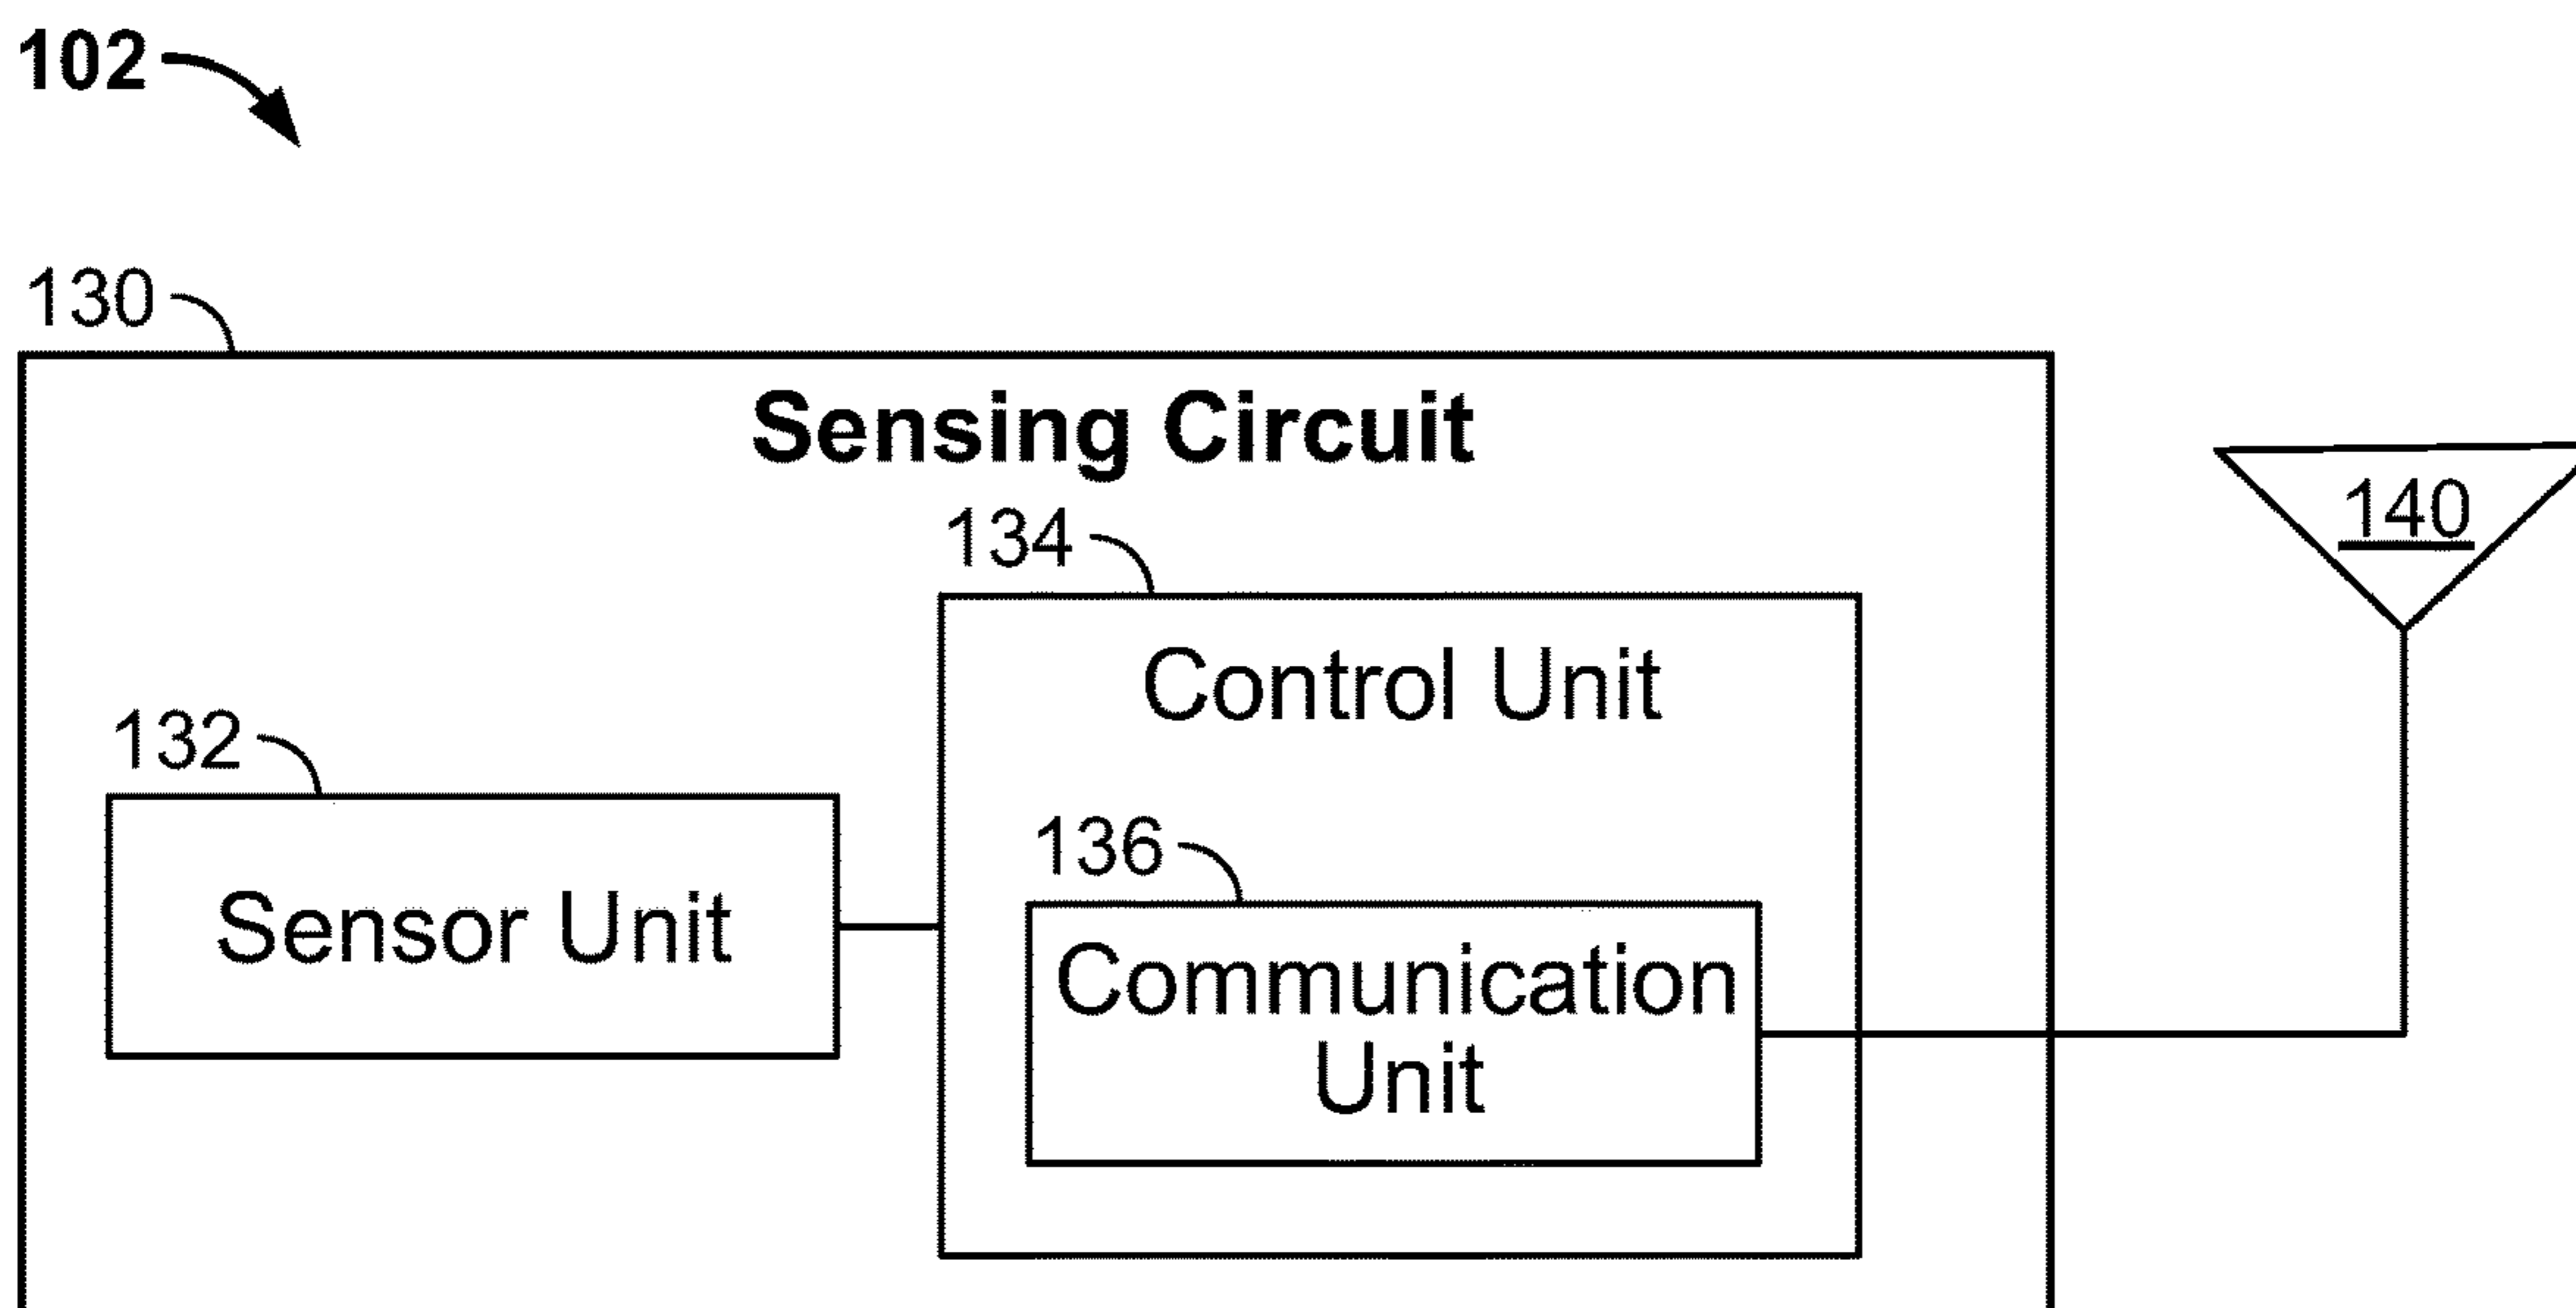 102
130
Sensing Circuit
140
134
Control Unit
132
Sensor Unit
136
Communication
Unit